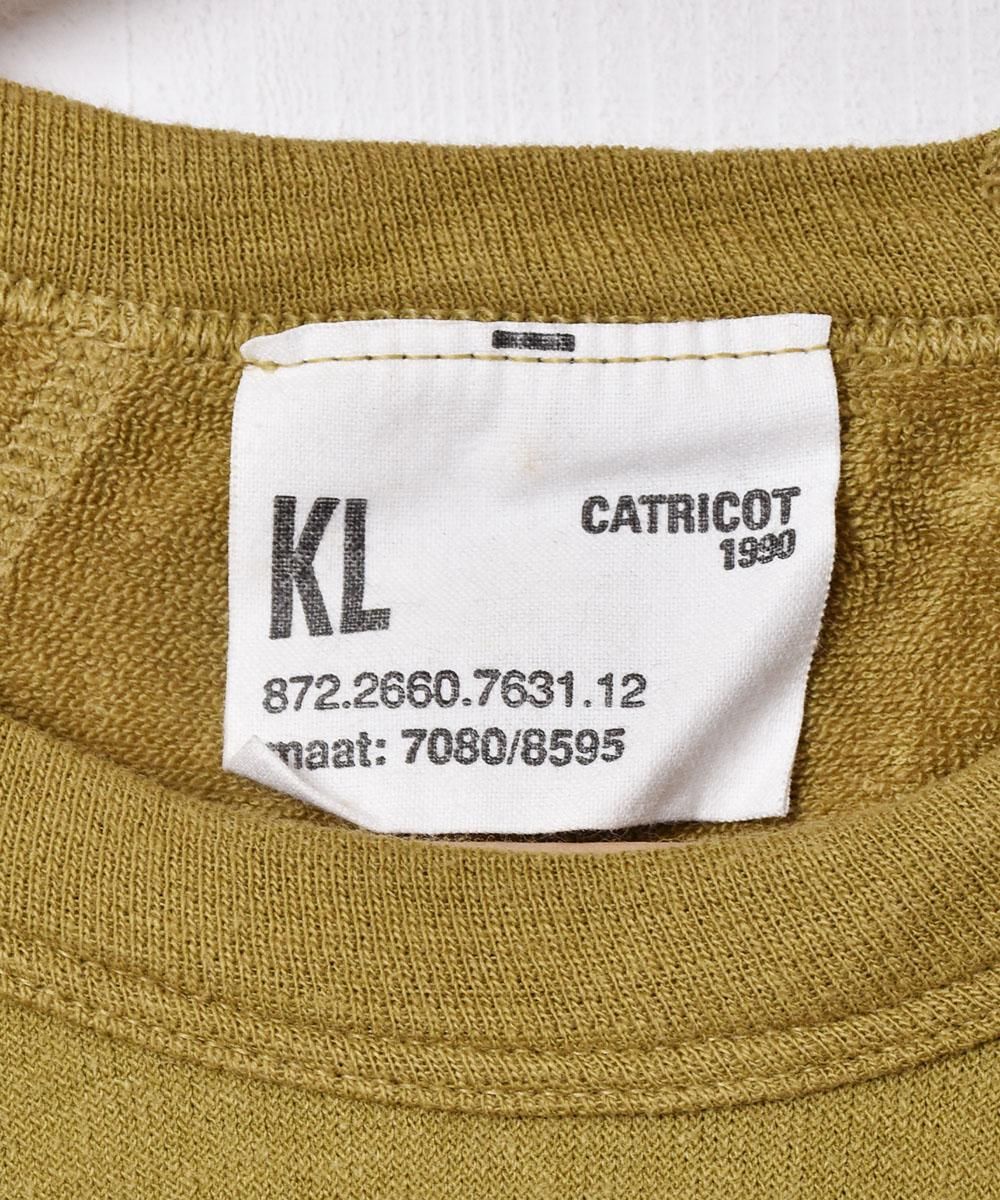 KL
CATRICOT
1990
872.2660.7631.12
maat: 7080/8595